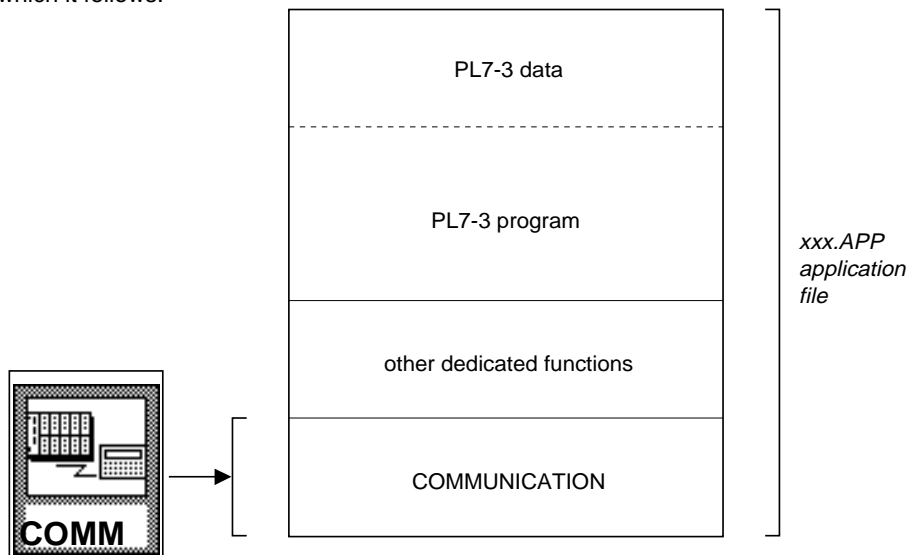 which it follows.
PL7-3 data
PL7-3 program
xxx.APP
application
file
other dedicated functions
COMMUNICATION
COMM